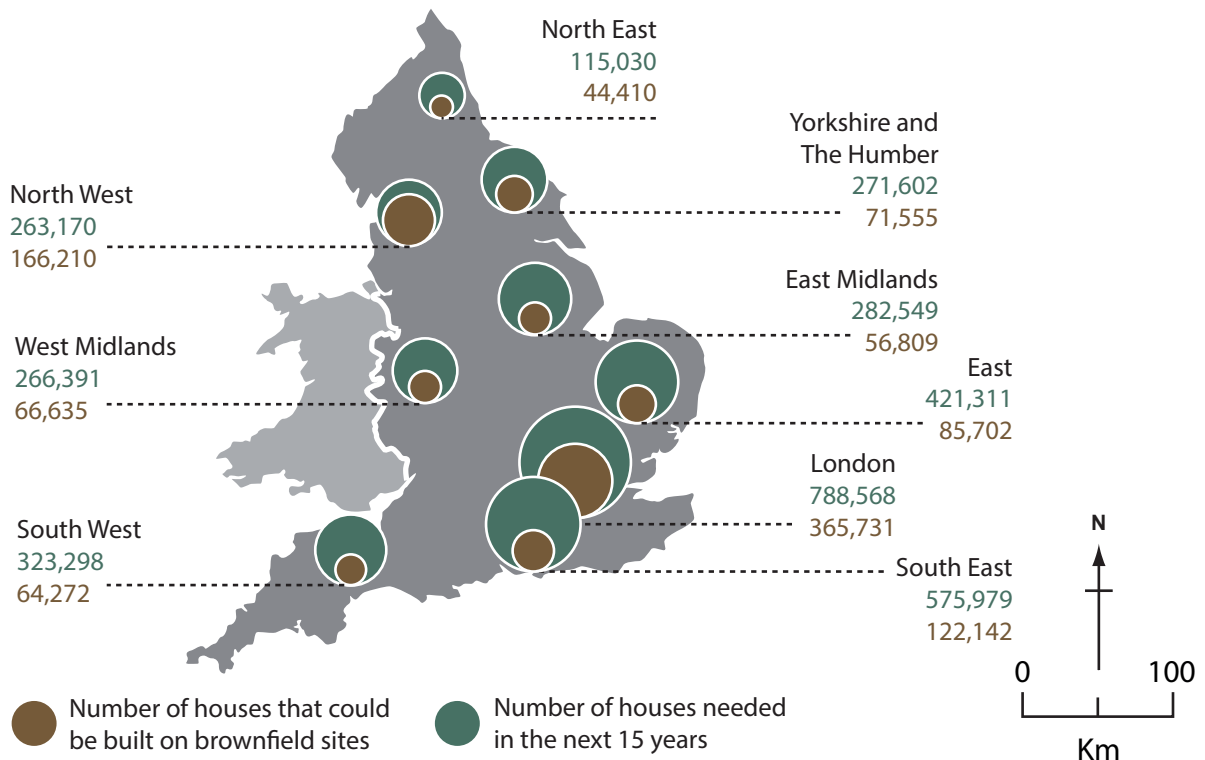 North East
115,030
44,410
Yorkshire and
The Humber
271,602
71,555
North West
263,170
166,210
East Midlands
282,549
56,809
West Midlands
266,391
66,635
East
421,311
85,702
London
788,568
365,731
South West
323,298
64,272
South East
575,979
122,142
N
0 100
Km
Number of houses that could
be built on brownfield sites
Number of houses needed
in the next 15 years